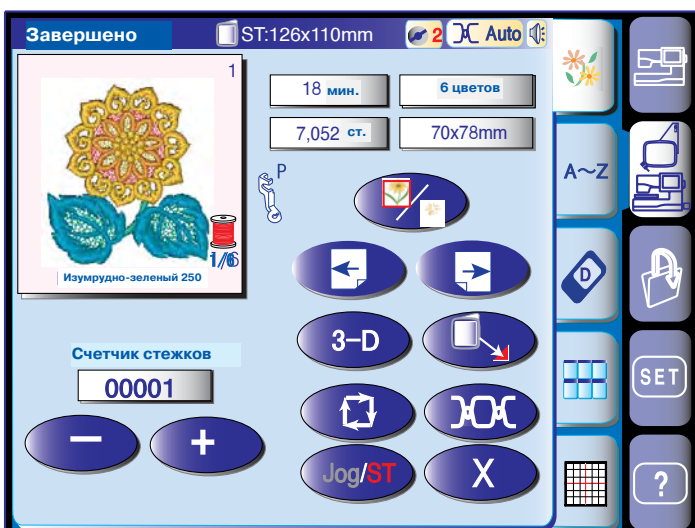 Завершено ST:126x110mm 2 Auto
1
18 мин. 6 цветов
7,052 ст. 70x78mm
P
A~Z
1/6
Изумрудно-зеленый 250
D
3-D
Счетчик стежков
00001
SET
- +
Jog/ST X
?